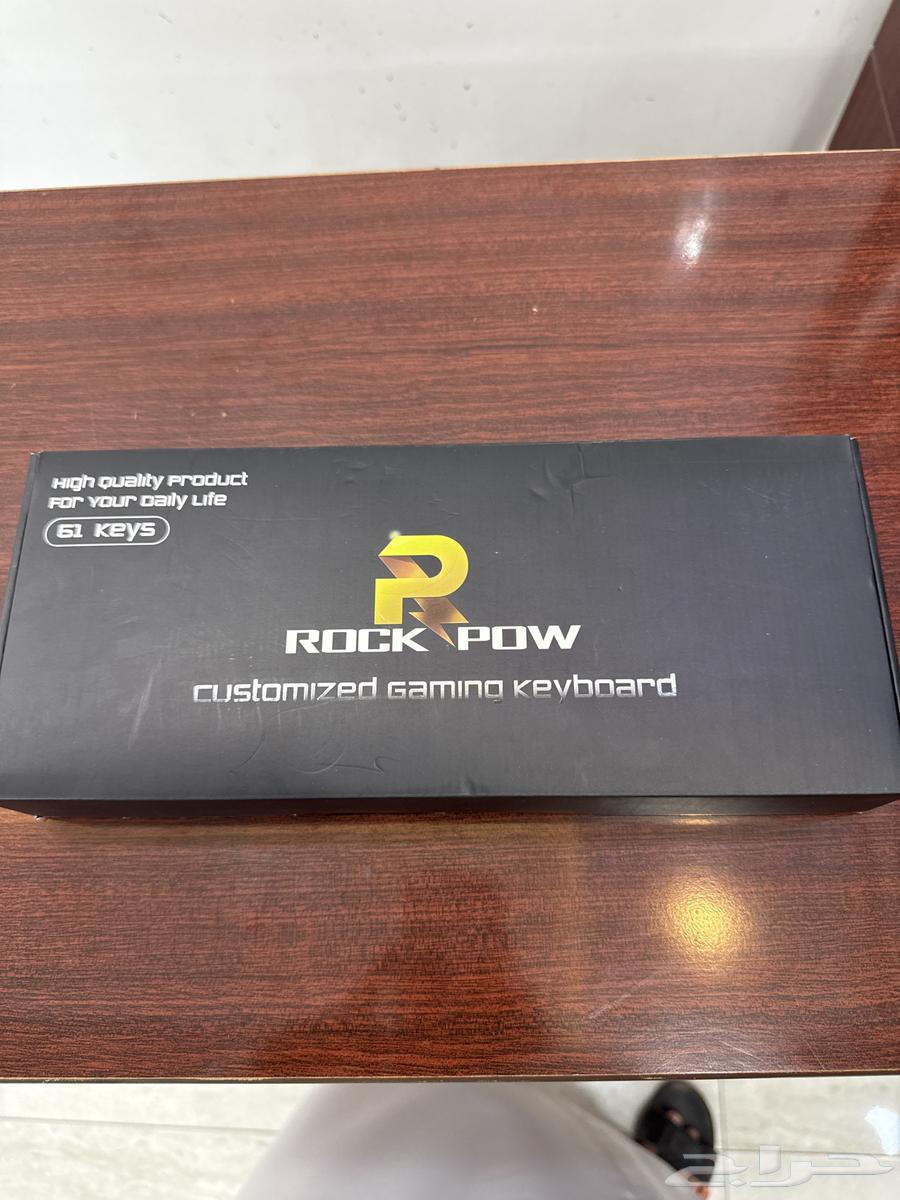 High Quality Product
For Your Daily Life
61 Keys
ROCK POW
Customized Gaming Keyboard
حراج